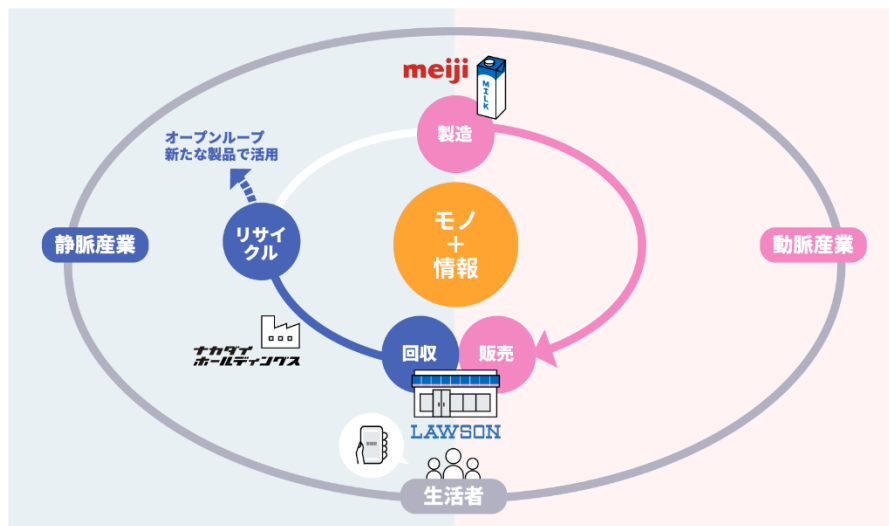 meiji
MILK
製造
オープンループ
新たな製品で活用
静脈産業
リサイ
クル
モノ
+
情報
動脈産業
ナカダイ
ホールディングス
回収
販売
LAWSON
生活者